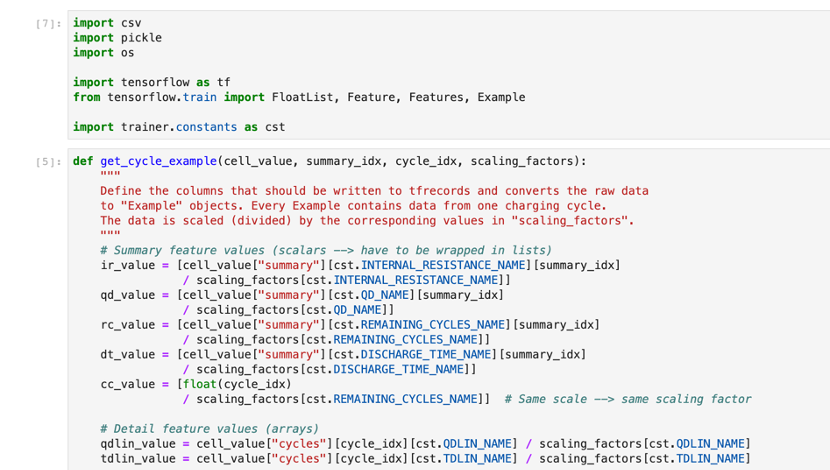 [7]: import csv
import pickle
import os
import tensorflow as tf
from tensorflow.train import FloatList, Feature, Features, Example
import trainer.constants as cst
[5]: def get_cycle_example(cell_value, summary_idx, cycle_idx, scaling_factors):
"""
Define the columns that should be written to tfrecords and converts the raw data
to "Example" objects. Every Example contains data from one charging cycle.
The data is scaled (divided) by the corresponding values in "scaling_factors".
"""
# Summary feature values (scalars --> have to be wrapped in lists)
ir_value = [cell_value["summary"][cst.INTERNAL_RESISTANCE_NAME][summary_idx]
/ scaling_factors[cst.INTERNAL_RESISTANCE_NAME]]
qd_value = [cell_value["summary"][cst.QD_NAME][summary_idx]
/ scaling_factors[cst.QD_NAME]]
rc_value = [cell_value["summary"][cst.REMAINING_CYCLES_NAME][summary_idx]
/ scaling_factors[cst.REMAINING_CYCLES_NAME]]
dt_value = [cell_value["summary"][cst.DISCHARGE_TIME_NAME][summary_idx]
/ scaling_factors[cst.DISCHARGE_TIME_NAME]]
cc_value = [float(cycle_idx)
/ scaling_factors[cst.REMAINING_CYCLES_NAME]]  # Same scale --> same scaling factor
# Detail feature values (arrays)
qdlin_value = cell_value["cycles"][cycle_idx][cst.QDLIN_NAME] / scaling_factors[cst.QDLIN_NAME]
tdlin_value = cell_value["cycles"][cycle_idx][cst.TDLIN_NAME] / scaling_factors[cst.TDLIN_NAME]